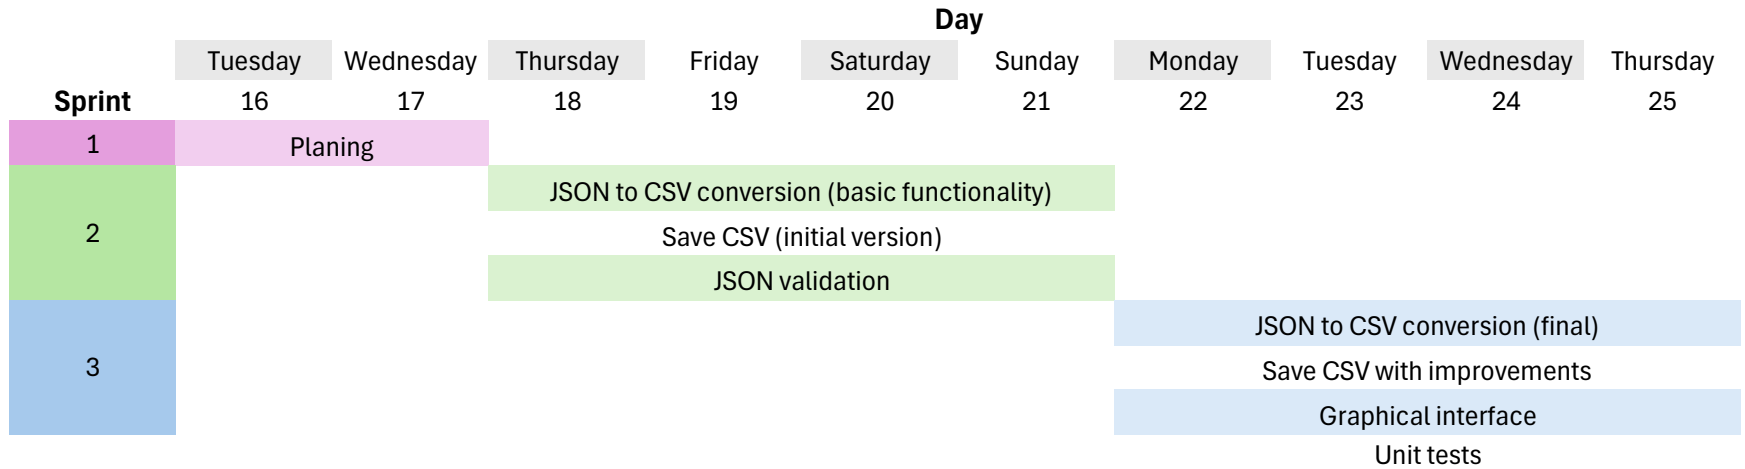 Day
Tuesday Wednesday Thursday Friday Saturday Sunday Monday Tuesday Wednesday Thursday
Sprint 16 17 18 19 20 21 22 23 24 25
1 Planing
JSON to CSV conversion (basic functionality)
2 Save CSV (initial version)
JSON validation
JSON to CSV conversion (final)
3 Save CSV with improvements
Graphical interface
Unit tests